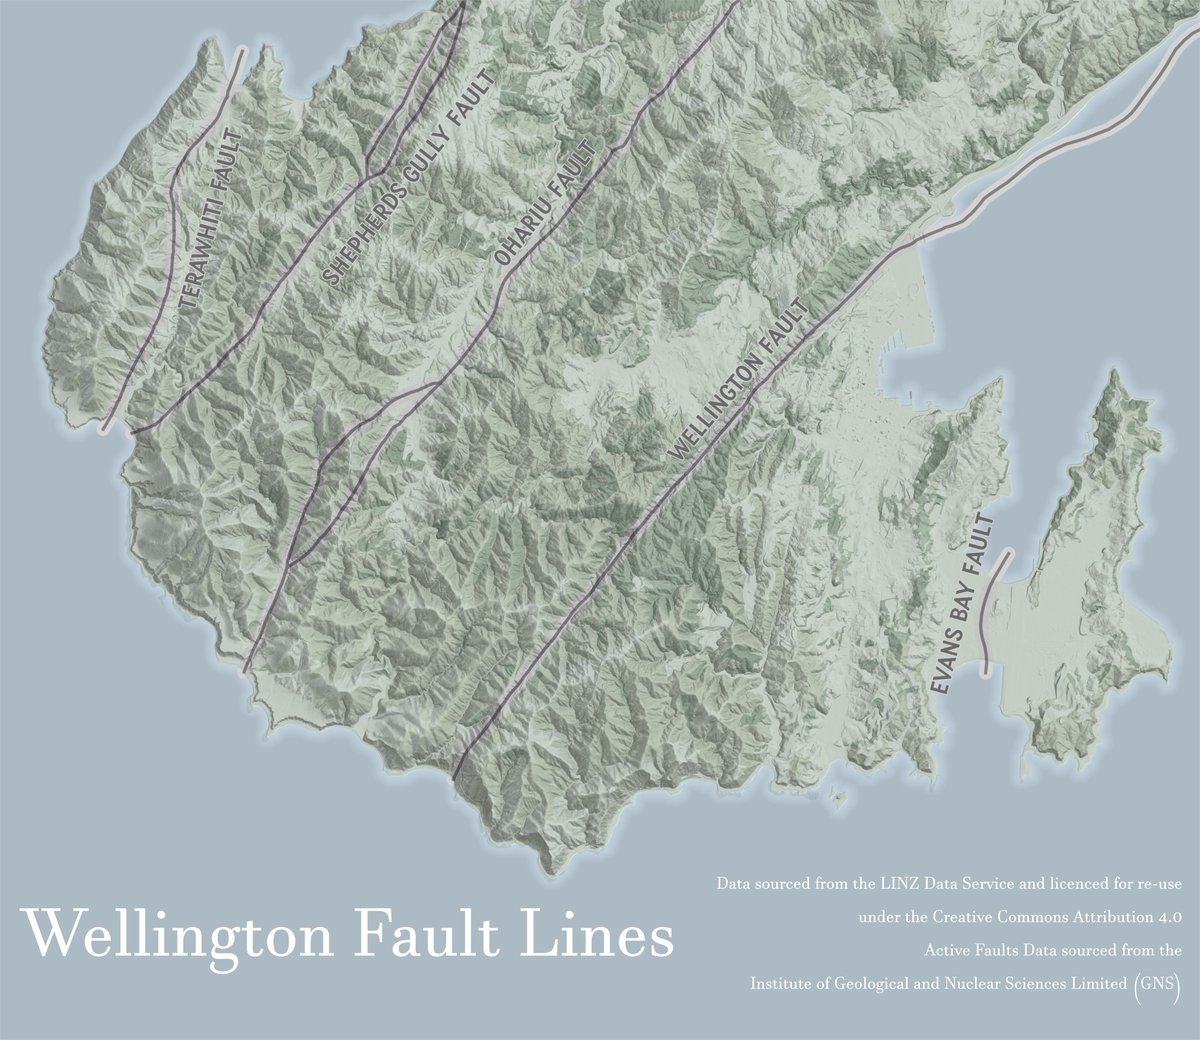 TERAWHITI FAULT
SHEPHERDS GULLY FAULT
OHARIU FAULT
WELLINGTON FAULT
EVANS BAY FAULT
Wellington Fault Lines
Data sourced from the LINZ Data Service and licenced for re-use
under the Creative Commons Attribution 4.0
Active Faults Data sourced from the
Institute of Geological and Nuclear Sciences Limited (GNS)